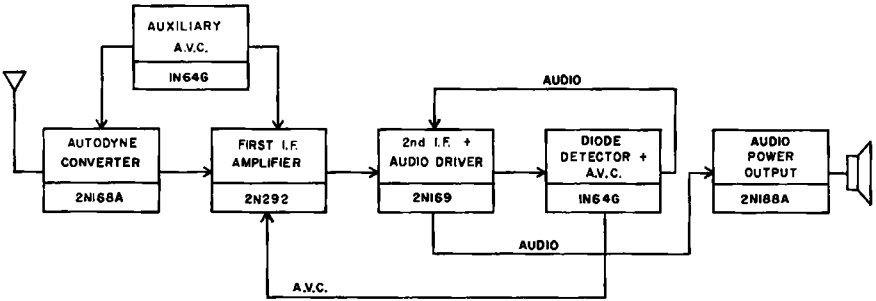 AUXILIARY
A.V.C.
1N64G
AUDIO
AUTODYNE
CONVERTER
2N168A
FIRST I.F.
AMPLIFIER
2N292
2nd I.F. +
AUDIO DRIVER
2N169
DIODE
DETECTOR +
A.V.C.
1N64G
AUDIO
POWER
OUTPUT
2N188A
AUDIO
A.V.C.